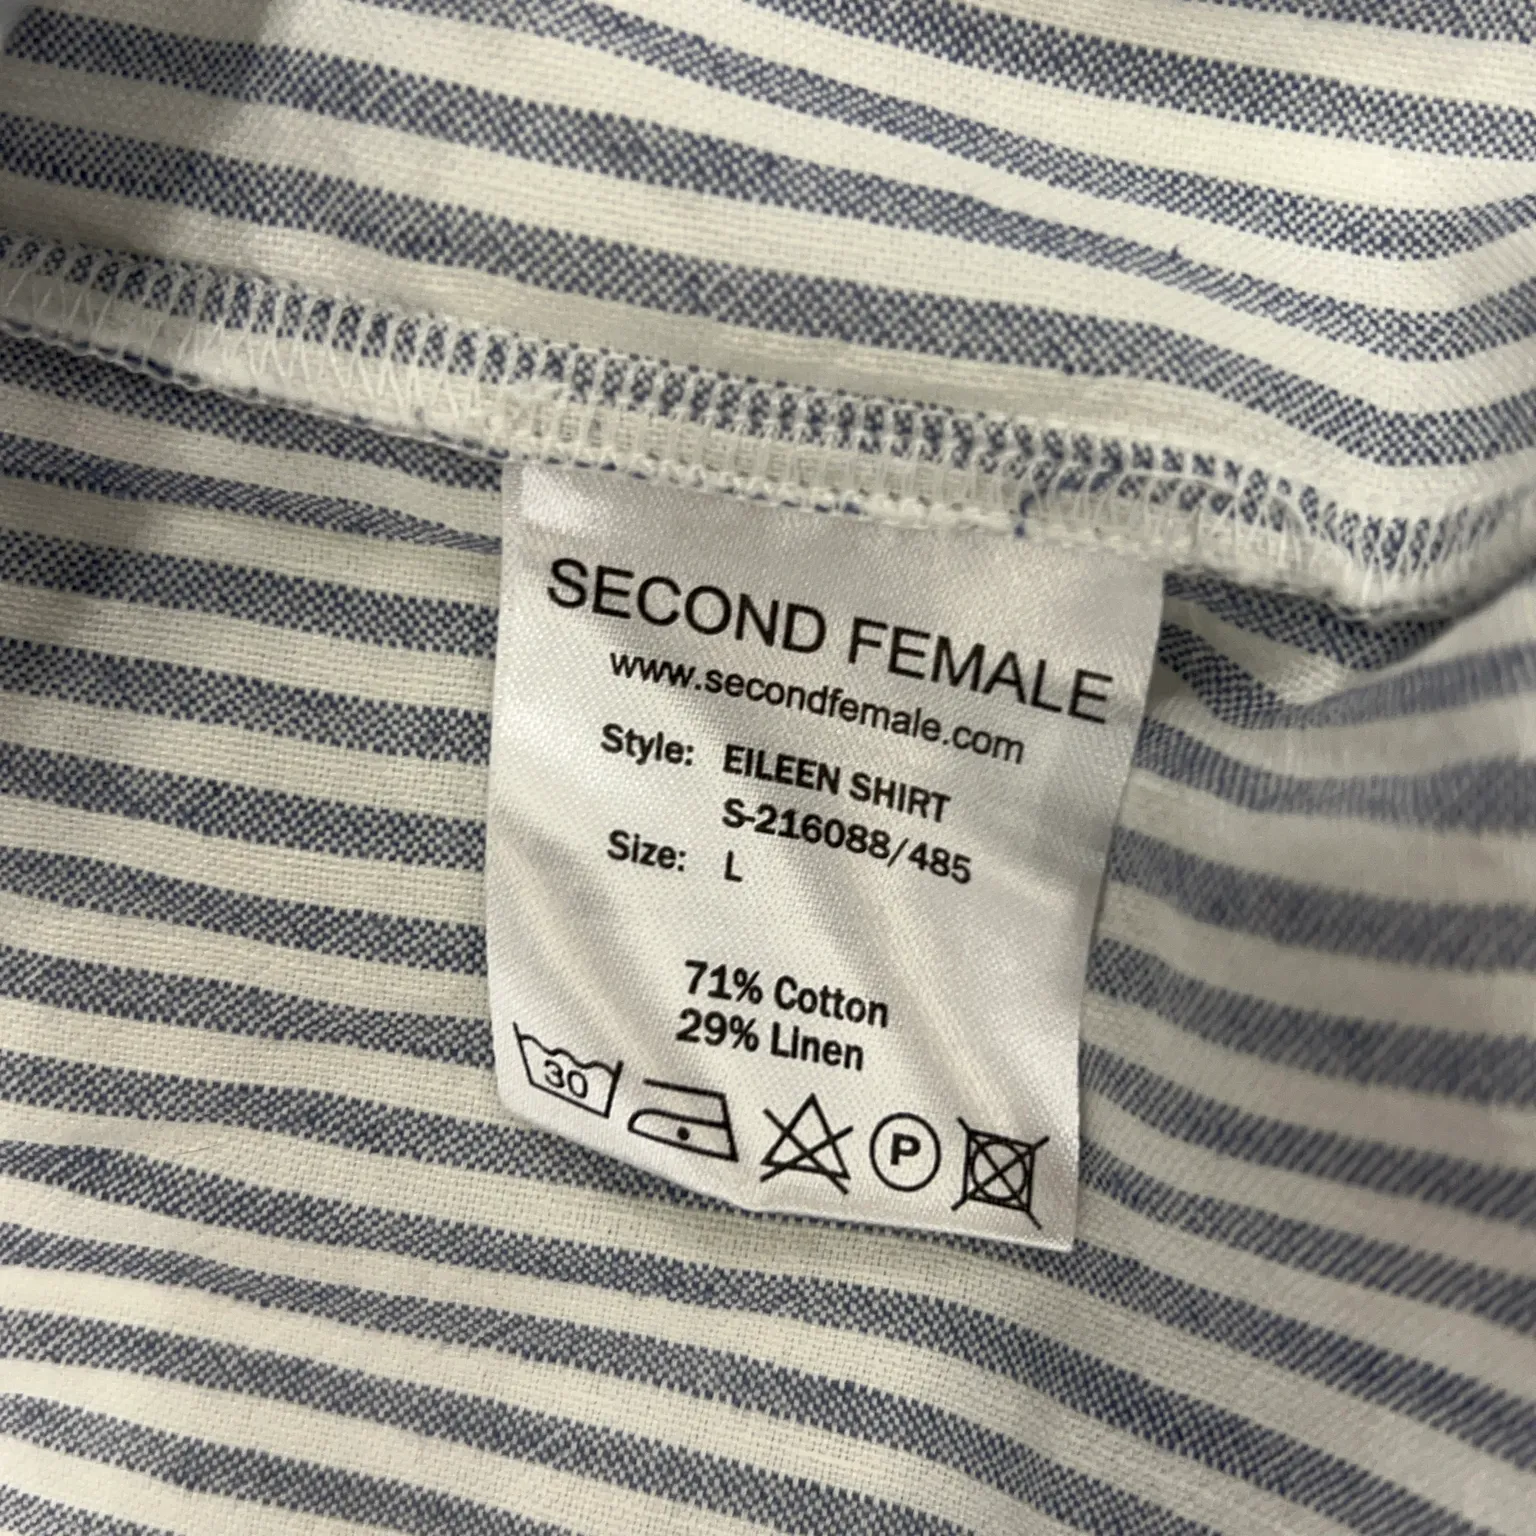 SECOND FEMALE
www.secondfemale.com
Style: EILEEN SHIRT
S-216088/485
Size: L
71% Cotton
29% Linen
30
P